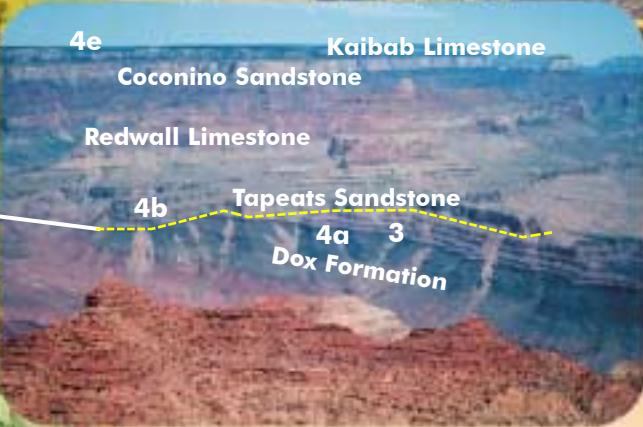 4e
Kaibab Limestone
Coconino Sandstone
Redwall Limestone
Tapeats Sandstone
4b
4a
3
Dox Formation